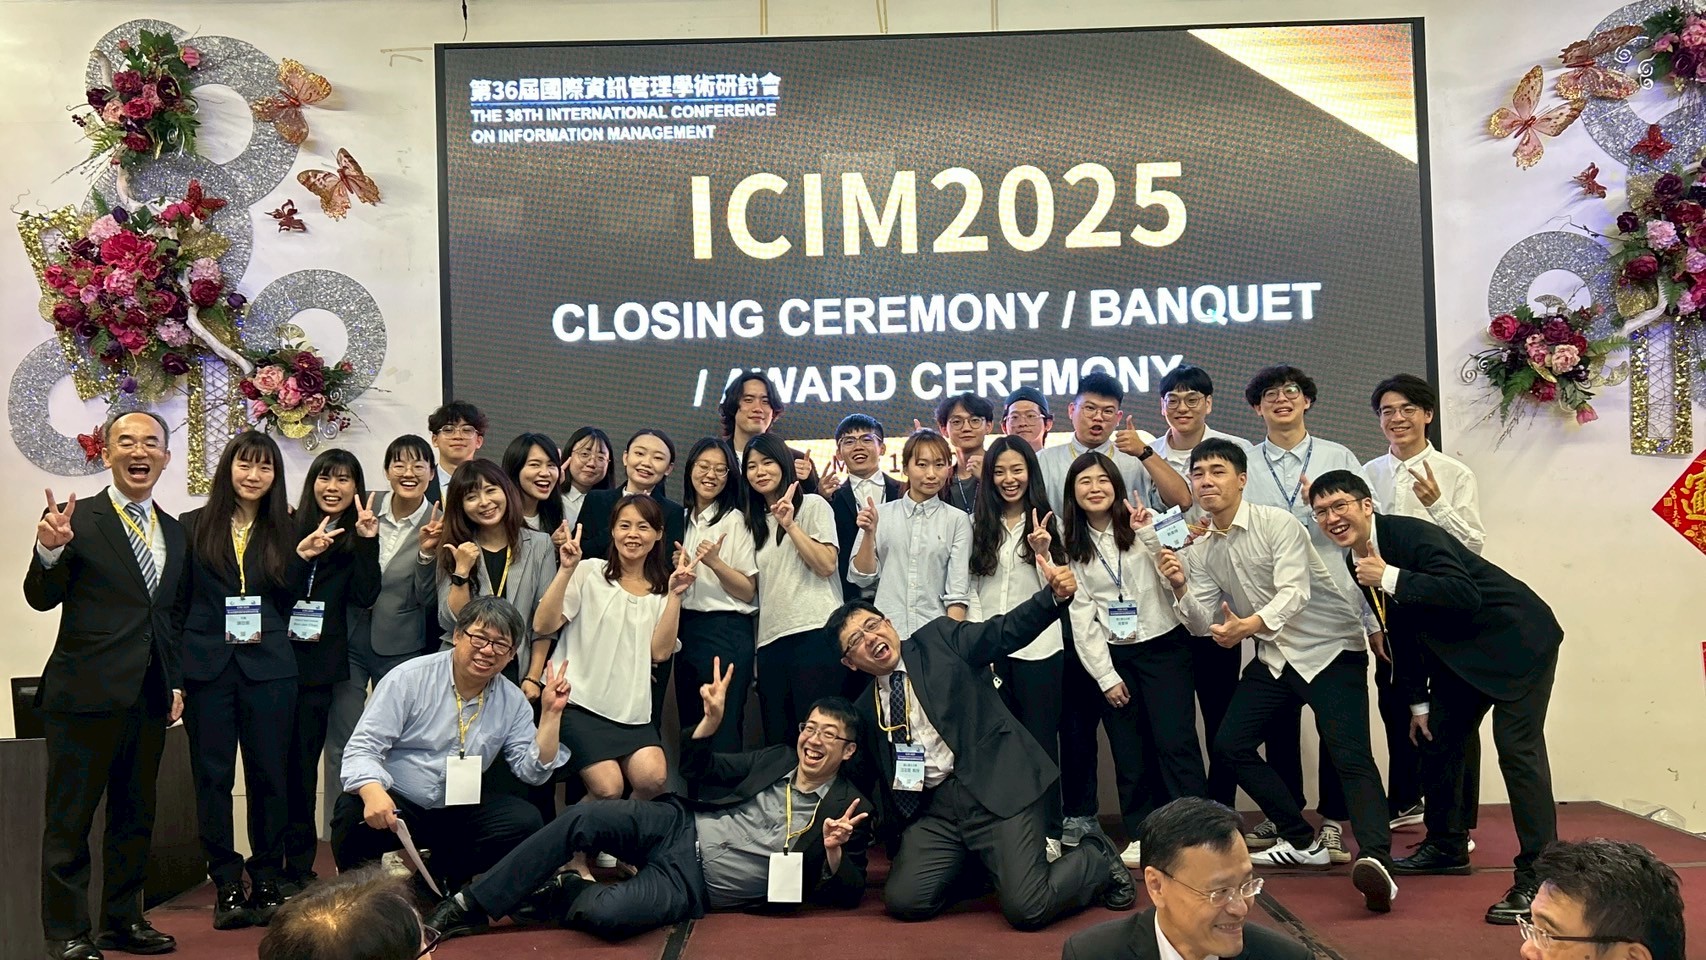 第36屆國際資訊管理學術研討會
THE 36TH INTERNATIONAL CONFERENCE
ON INFORMATION MANAGEMENT
ICIM2025
CLOSING CEREMONY / BANQUET
/ AWARD CEREMONY